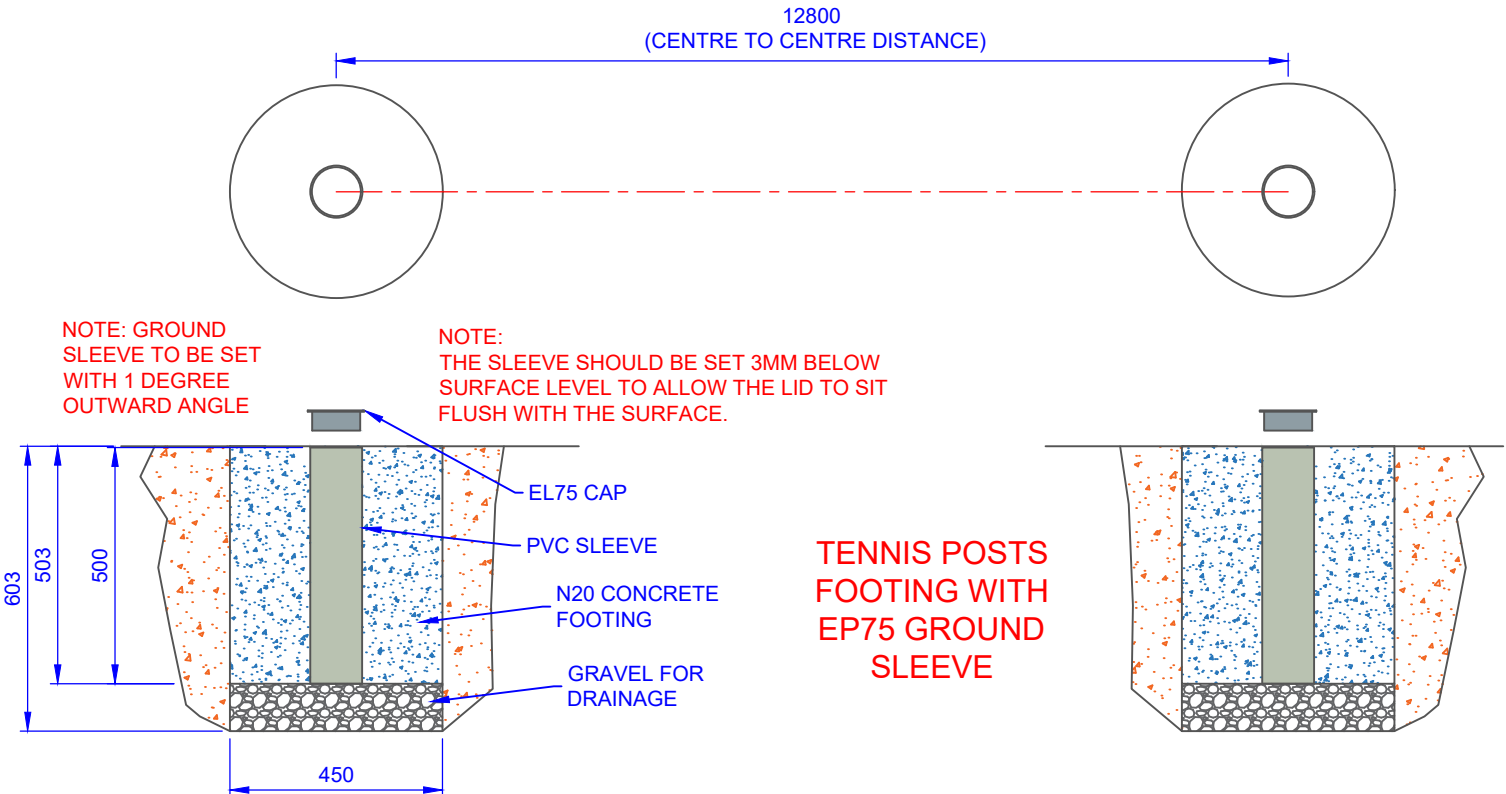 12800
(CENTRE TO CENTRE DISTANCE)
NOTE: GROUND
SLEEVE TO BE SET
WITH 1 DEGREE
OUTWARD ANGLE
NOTE:
THE SLEEVE SHOULD BE SET 3MM BELOW
SURFACE LEVEL TO ALLOW THE LID TO SIT
FLUSH WITH THE SURFACE.
EL75 CAP
PVC SLEEVE
N20 CONCRETE
FOOTING
GRAVEL FOR
DRAINAGE
603
503
500
450
TENNIS POSTS
FOOTING WITH
EP75 GROUND
SLEEVE